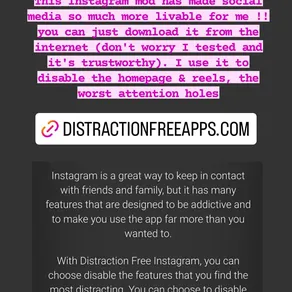 This Instagram mod has made social
media so much more livable for me !!
you can just download it from the
internet (don't worry I tested and
it's trustworthy). I use it to
disable the homepage & reels, the
worst attention holes
DISTRACTIONFREEAPPS.COM
Instagram is a great way to keep in contact
with friends and family, but it has many
features that are designed to be addictive and
to make you use the app far more than you
wanted to.
With Distraction Free Instagram, you can
choose disable the features that you find the
most distracting. You can choose to disable